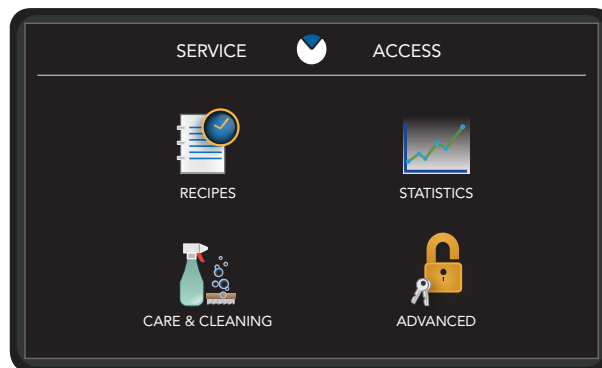 SERVICE ACCESS
RECIPES STATISTICS
CARE & CLEANING ADVANCED